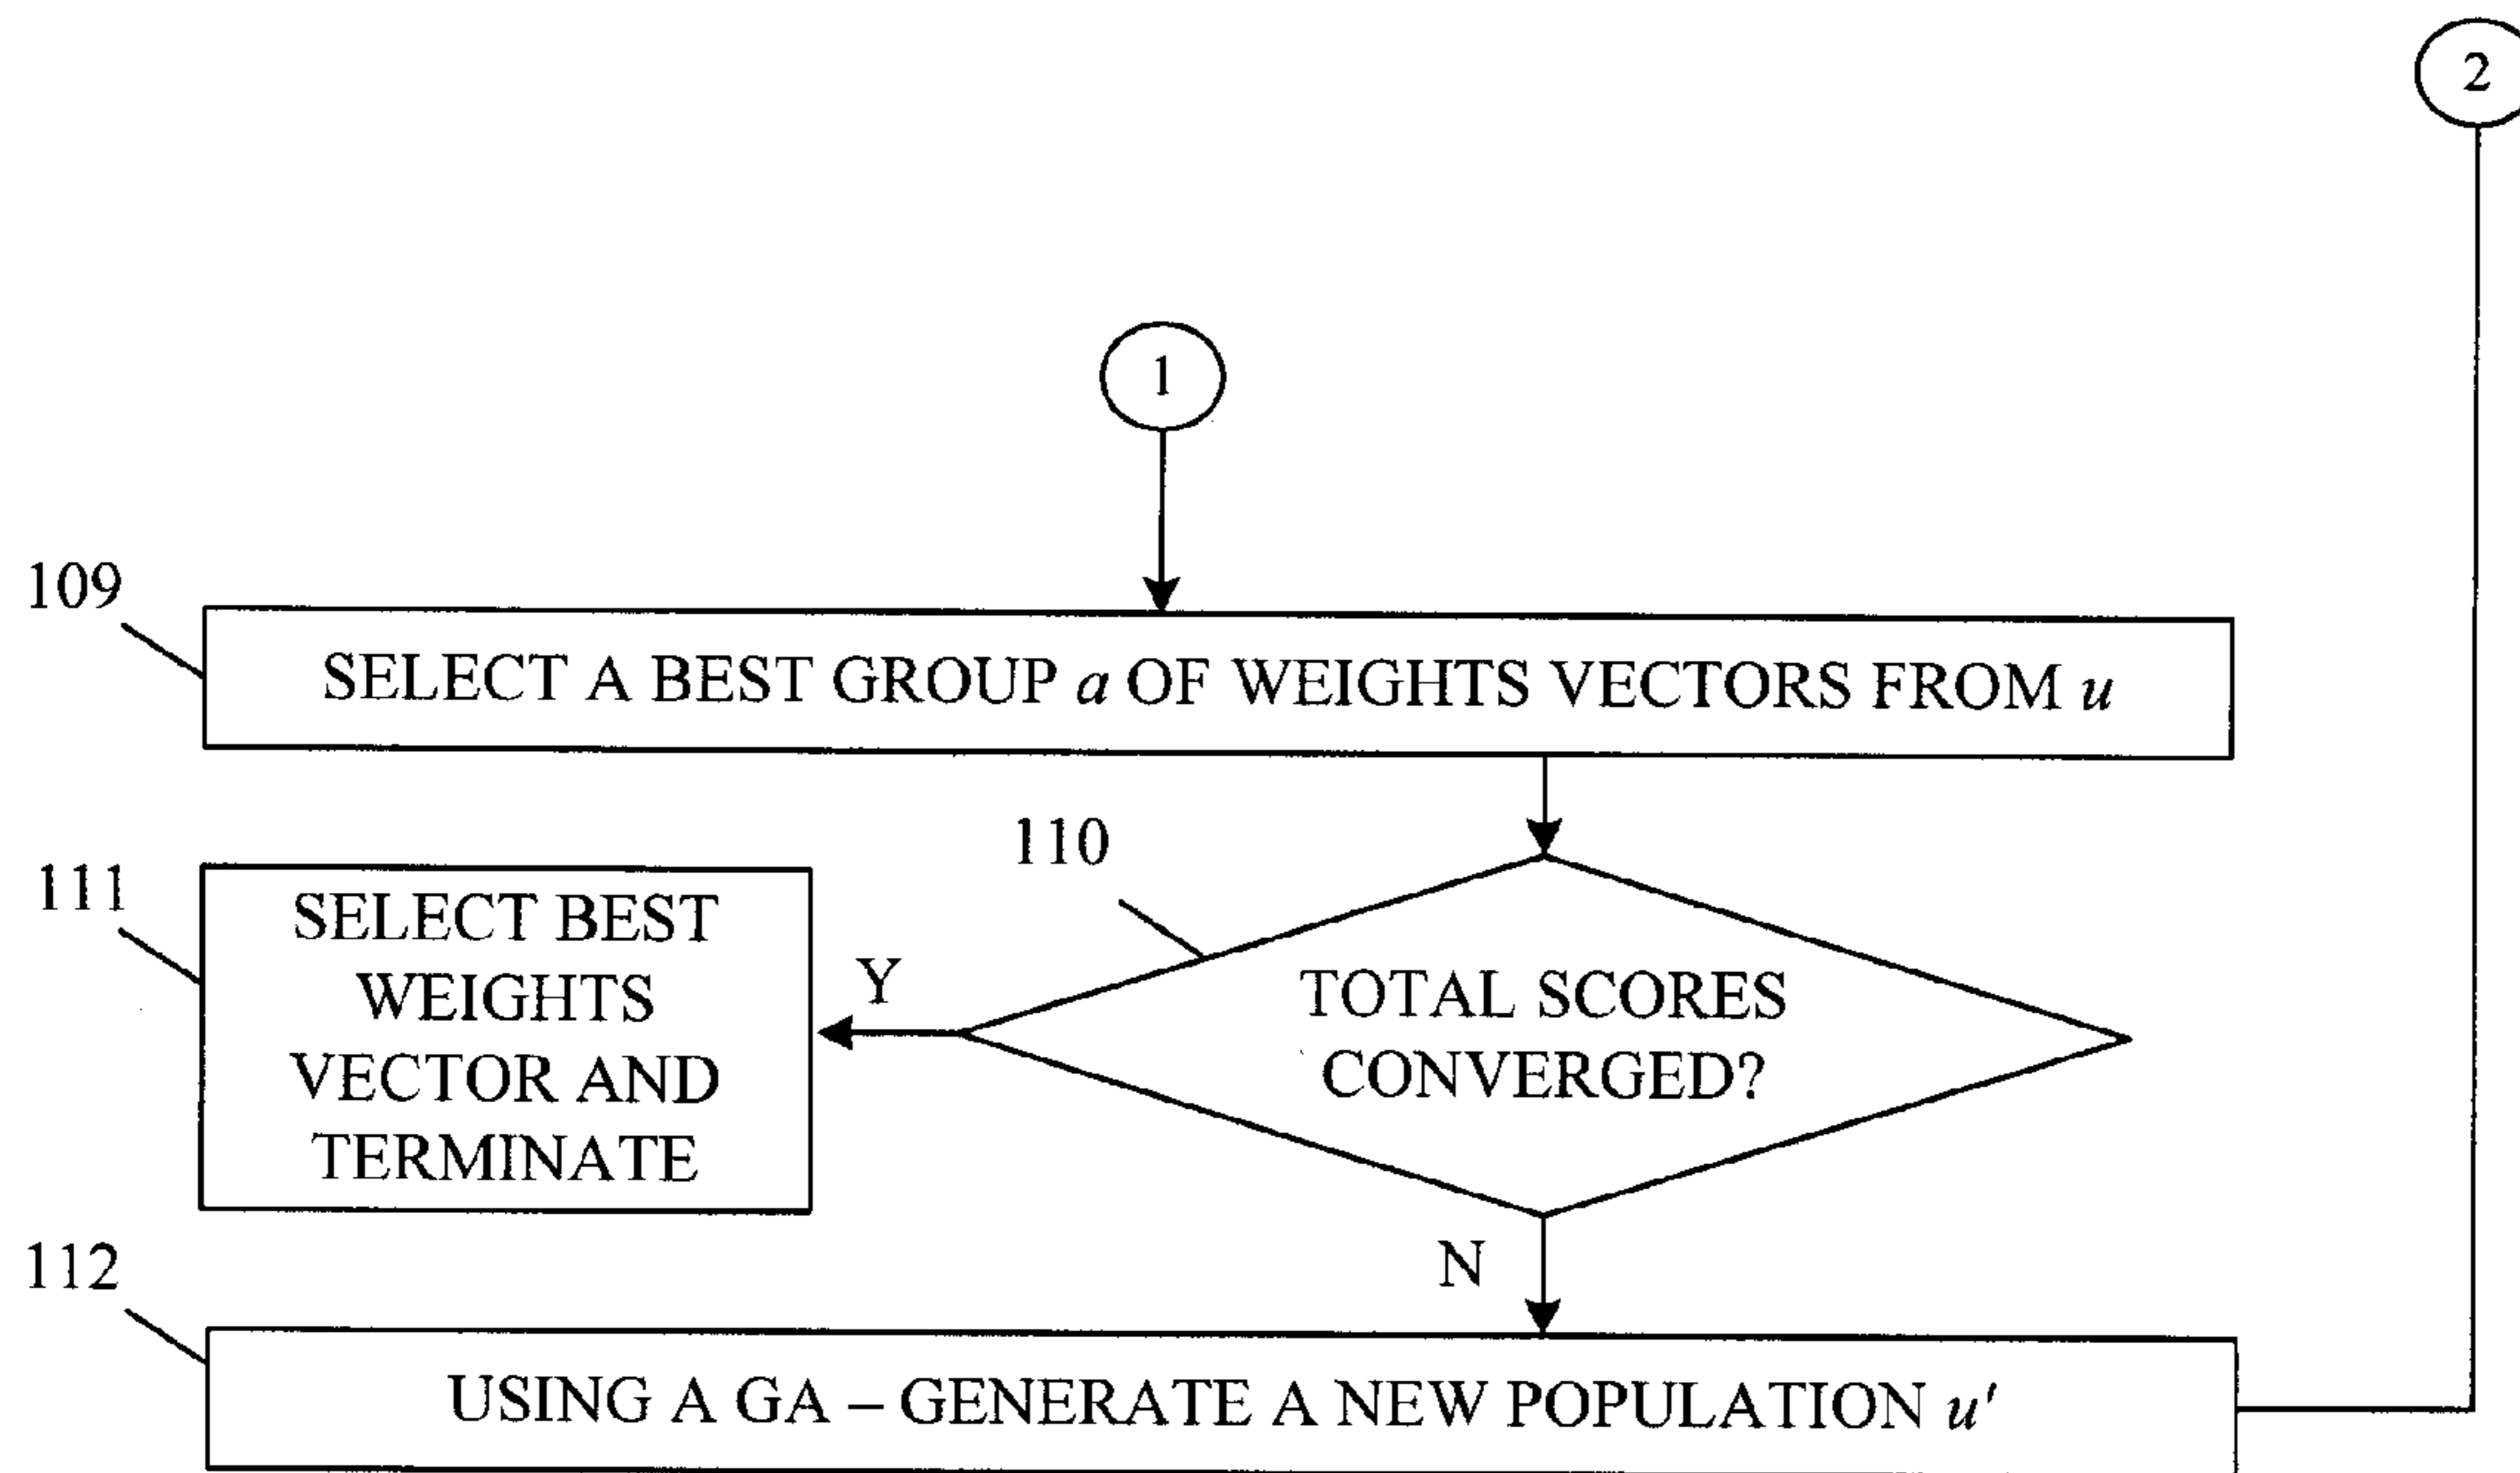 2
1
109
SELECT A BEST GROUP a OF WEIGHTS VECTORS FROM u
110
111
SELECT BEST
WEIGHTS
VECTOR AND
TERMINATE
Y
TOTAL SCORES
CONVERGED?
N
112
USING A GA – GENERATE A NEW POPULATION u'